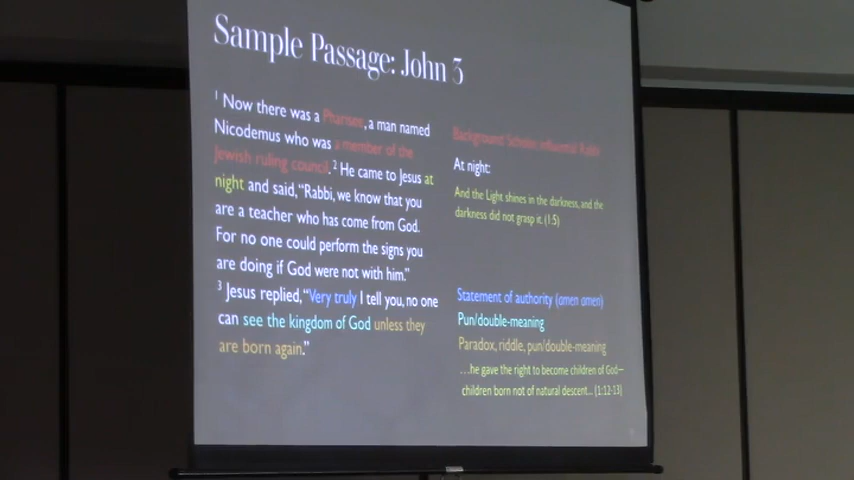 Sample Passage: John 3
1 Now there was a Pharisee, a man named
Nicodemus who was a member of the
Jewish ruling council. 2 He came to Jesus at
night and said, “Rabbi, we know that you
are a teacher who has come from God.
For no one could perform the signs you
are doing if God were not with him.”
3 Jesus replied, “Very truly I tell you, no one
can see the kingdom of God unless they
are born again.”
Background: Scholar, influential Rabbi
At night:
And the Light shines in the darkness, and the
darkness did not grasp it. (1:5)
Statement of authority (amen amen)
Pun/double-meaning
Paradox, riddle, pun/double-meaning
…he gave the right to become children of God—
children born not of natural descent... (1:12-13)